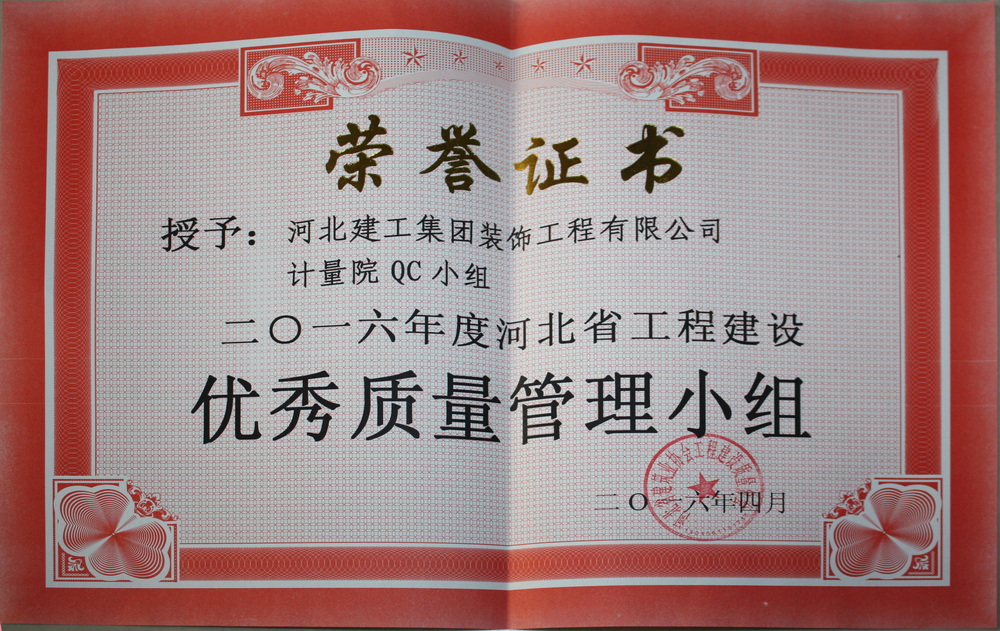 荣誉证书
授予：河北建工集团装饰工程有限公司
计量院QC小组
二〇一六年度河北省工程建设
优秀质量管理小组
二〇一六年四月